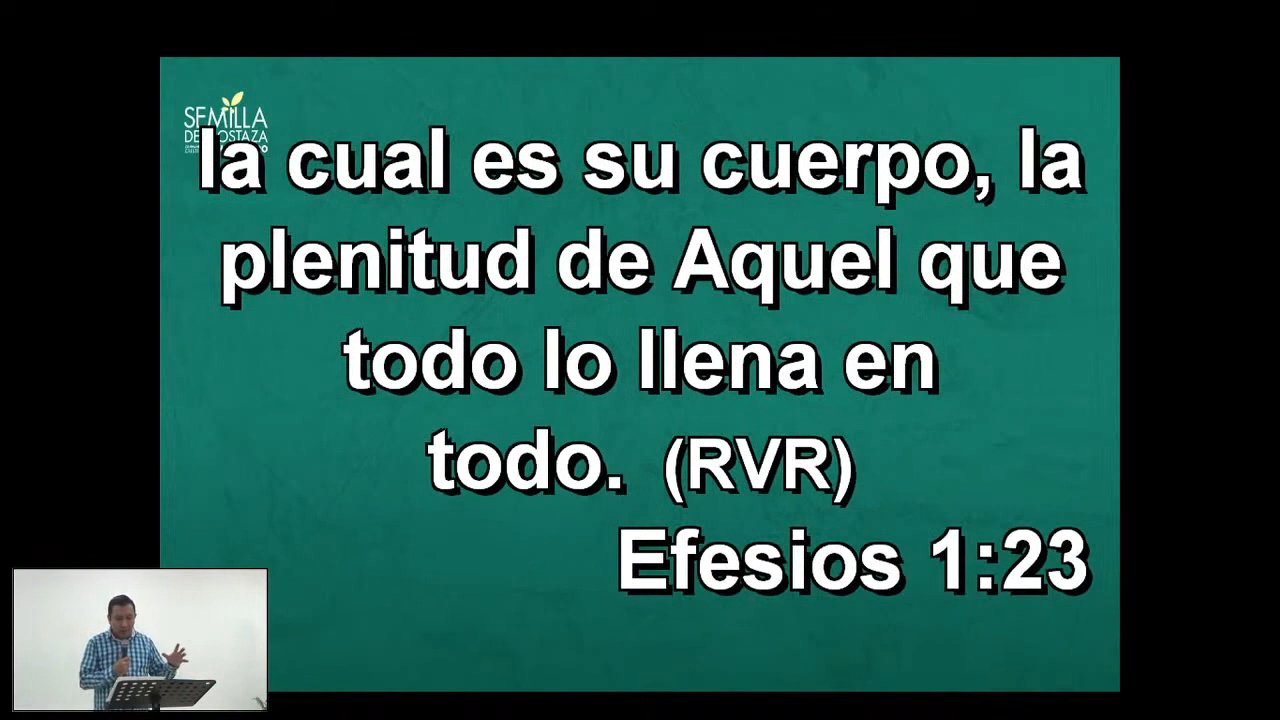 SEMILLA
la cual es su cuerpo, la
plenitud de Aquel que
todo lo llena en
todo. (RVR)
Efesios 1:23